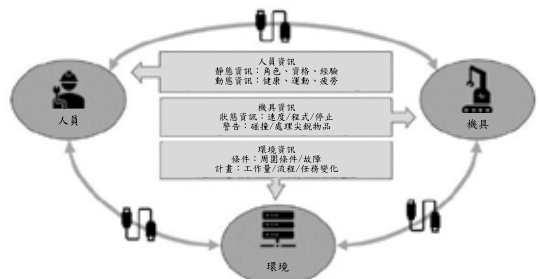 人員資訊
靜態資訊：角色、資格、經驗
動態資訊：健康、運動、疲勞
人員
機具資訊
狀態資訊：速度/程式/停止
警告：碰撞/處理尖銳物品
機具
環境資訊
條件：周圍條件/故障
計畫：工作量/流程/任務變化
環境